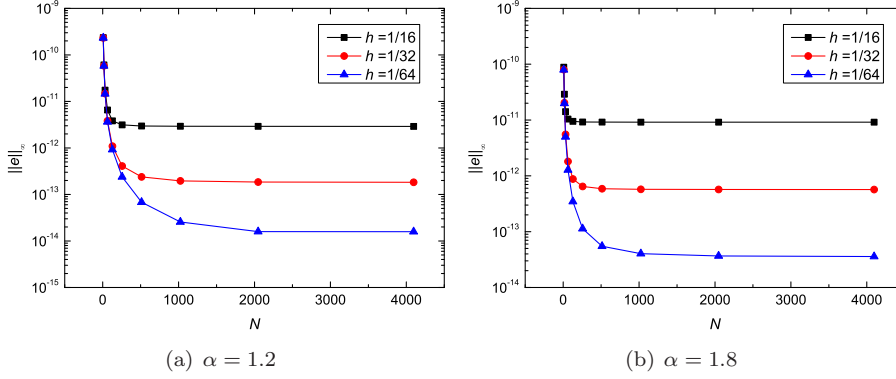 10⁻¹⁰
10⁻¹¹
10⁻¹²
10⁻¹³
10⁻¹⁴
10⁻¹⁵
||e||∞
0 1000 2000 3000 4000
N
h =1/16
h =1/32
h =1/64
(a) α = 1.2
10⁻⁹
10⁻¹⁰
10⁻¹¹
10⁻¹²
10⁻¹³
10⁻¹⁴
||e||∞
0 1000 2000 3000 4000
N
h =1/16
h =1/32
h =1/64
(b) α = 1.8